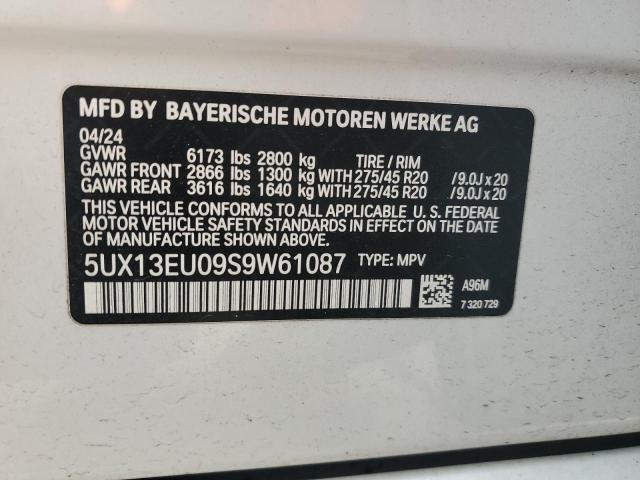 MFD BY BAYERISCHE MOTOREN WERKE AG
04/24
GVWR 6173 lbs 2800 kg TIRE / RIM
GAWR FRONT 2866 lbs 1300 kg WITH 275/45 R20 /9.0J x 20
GAWR REAR 3616 lbs 1640 kg WITH 275/45 R20 /9.0J x 20
THIS VEHICLE CONFORMS TO ALL APPLICABLE U. S. FEDERAL
MOTOR VEHICLE SAFETY STANDARDS IN EFFECT ON THE DATE OF
MANUFACTURE SHOWN ABOVE.
5UX13EU09S9W61087 TYPE: MPV
A96M
7 320 729